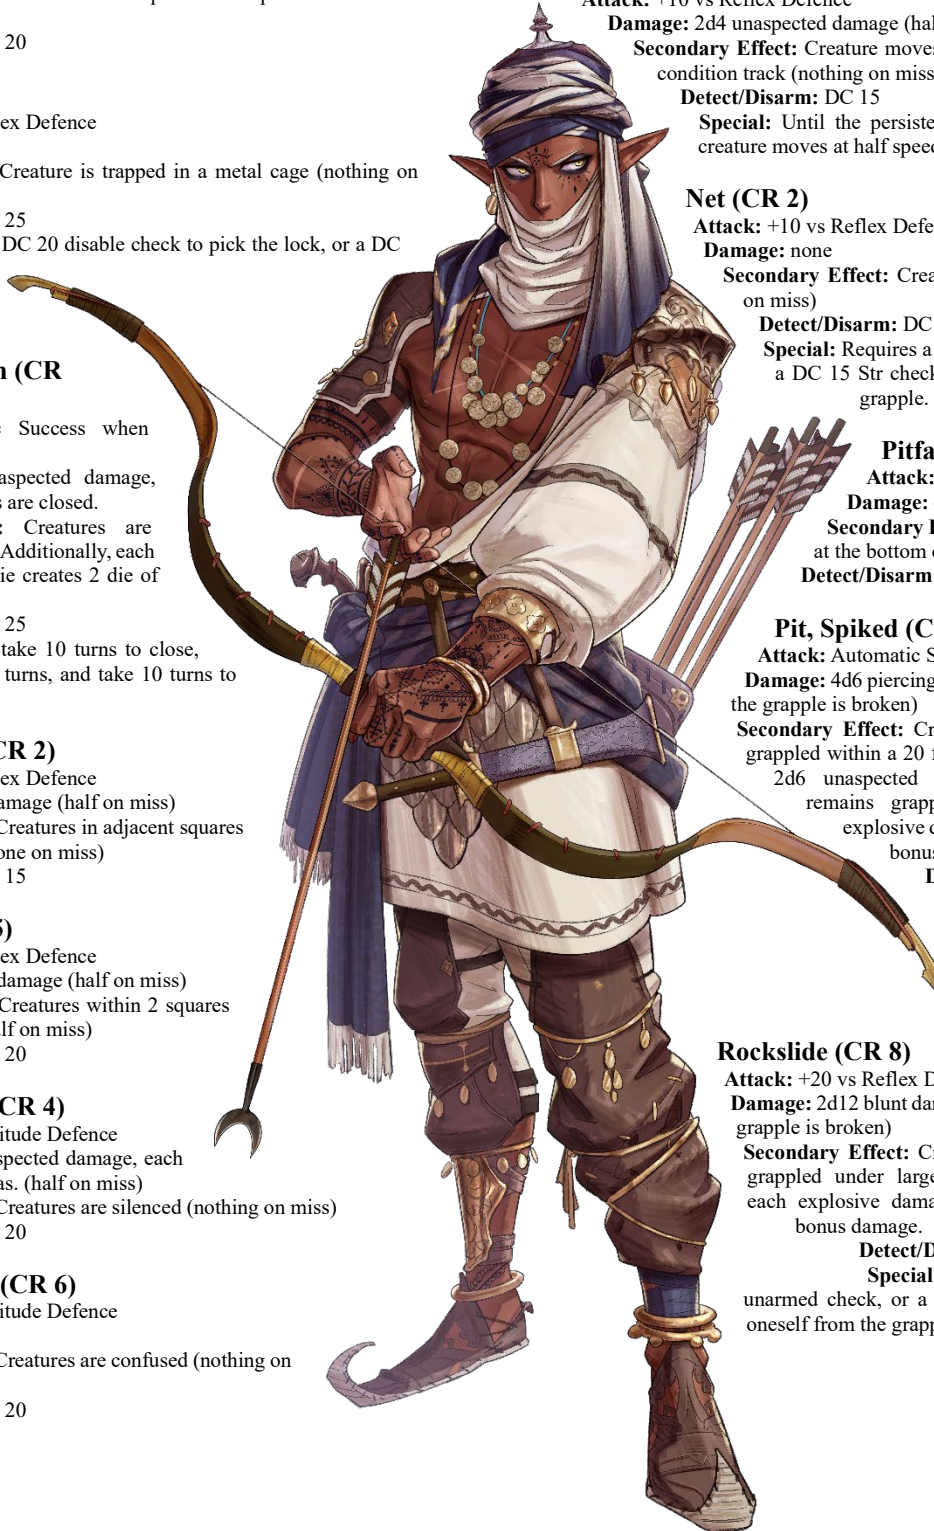 20
ex Defence
Creature is trapped in a metal cage (nothing on
25
DC 20 disable check to pick the lock, or a DC
n (CR
Success when
aspected damage,
s are closed.
: Creatures are
Additionally, each
ie creates 2 die of
25
take 10 turns to close,
turns, and take 10 turns to
CR 2)
ex Defence
amage (half on miss)
Creatures in adjacent squares
one on miss)
15
5)
ex Defence
damage (half on miss)
Creatures within 2 squares
lf on miss)
20
CR 4)
itude Defence
spected damage, each
as. (half on miss)
Creatures are silenced (nothing on miss)
20
(CR 6)
itude Defence
Creatures are confused (nothing on
20
Attack: +10 vs Reflex Defence
Damage: 2d4 unaspected damage (hal
Secondary Effect: Creature moves
condition track (nothing on miss
Detect/Disarm: DC 15
Special: Until the persiste
creature moves at half speed
Net (CR 2)
Attack: +10 vs Reflex Defe
Damage: none
Secondary Effect: Crea
on miss)
Detect/Disarm: DC
Special: Requires a
a DC 15 Str check
grapple.
Pitfa
Attack:
Damage:
Secondary E
at the bottom o
Detect/Disarm
Pit, Spiked (C
Attack: Automatic S
Damage: 4d6 piercing
the grapple is broken)
Secondary Effect: Cr
grappled within a 20 f
2d6 unaspected
remains grapp
explosive d
bonus
D
Rockslide (CR 8)
Attack: +20 vs Reflex D
Damage: 2d12 blunt dar
grapple is broken)
Secondary Effect: Cr
grappled under large
each explosive dama
bonus damage.
Detect/D
Special
unarmed check, or a
oneself from the grapp